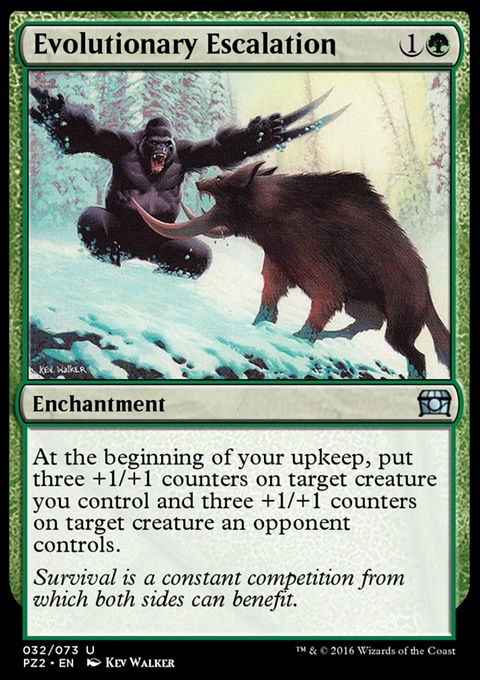 Evolutionary Escalation 1
KEV. WALKER
Enchantment
At the beginning of your upkeep, put
three +1/+1 counters on target creature
you control and three +1/+1 counters
on target creature an opponent
controls.
Survival is a constant competition from
which both sides can benefit.
032/073 U
PZ2 • EN Kev Walker
™ & © 2016 Wizards of the Coast